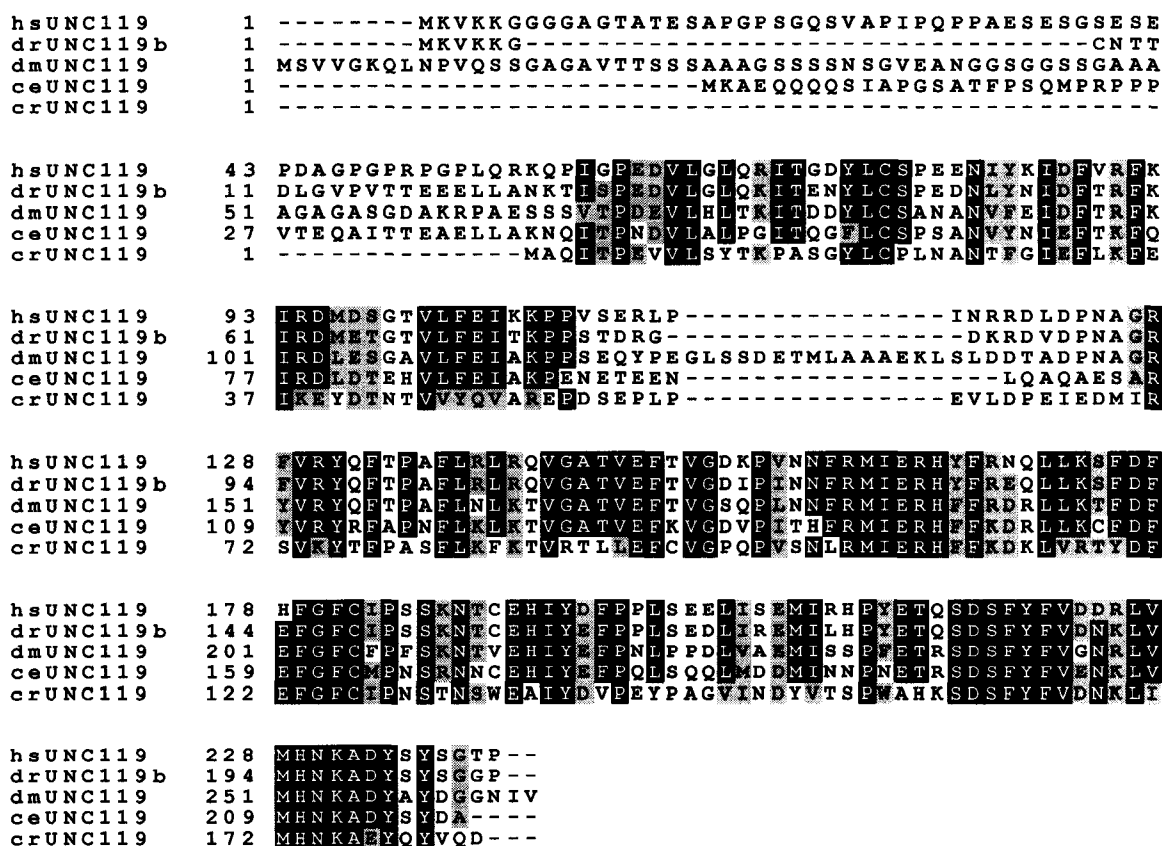 hsUNC119 1 --------MKVKKGGGGAGTATESAPGPSGQSVAPIPQPPAESESGSESE
drUNC119b 1 --------MKVKKG--------------------------------CNTT
dmUNC119 1 MSVVGKQLNPVQSSGAGAVTTSSSAAAGSSSSNSGVEANGGSGGSSGAAA
ceUNC119 1 ------------------------MKAEQQQQSIAPGSATFPSQMPRPPP
crUNC119 1 --------------------------------------------------
hsUNC119 43 PDAGPGPRPGPLQRKQPIGPEDVLGLQRITGDYLCSPEENIYKIDFVRFK
drUNC119b 11 DLGVPVTTEEELLANKTISPEDVLGLQKITENYLCSPEDNLYNIDFTRFK
dmUNC119 51 AGAGASGDAKRPAESSSVTPDEVLHLTKITDDYLCSANANVFEIDFTRFK
ceUNC119 27 VTEQAITTEAELLAKNQITPNDVLALPGITQGFLCSPSANVYNIEFTKFQ
crUNC119 1 --------------MAQITPEVVLSYTKPASGYLCPLNANTFGIEFLKFE
hsUNC119 93 IRDMDSGTVLFEIKKPPVSERLP---------------INRRDLDPNAGR
drUNC119b 61 IRDMETGTVLFEITKPPSTDRG-----------------DKRDVDPNAGR
dmUNC119 101 IRDLESGAVLFEIAKPPSEQYPEGLSSDETMLAAAEKLSLDDTADPNAGR
ceUNC119 77 IRDLDTEHVLFEIAKPENETEEN------------------LQAQAESAR
crUNC119 37 IKEYDTNTVVYQVAREPDSEPLP---------------EVLDPEIEDMIR
hsUNC119 128 FVRYQFTPAFLRLRQVGATVEFTVGDKPVNNFRMIERHYFRNQLLKSFDF
drUNC119b 94 FVRYQFTPAFLRLRQVGATVEFTVGDIPINNFRMIERHYFREQLLKSFDF
dmUNC119 151 YVRYQFTPAFLNLKTVGATVEFTVGSQPLNNFRMIERHFFRDRLLKTFDF
ceUNC119 109 YVRYRFAPNFLKLKTVGATVEFKVGDVPITHFRMIERHFFKDRLLKCFDF
crUNC119 72 SVKYTFPASFLKFKTVRTLLEFCVGPQPVSNLRMIERHFFKDKLVRTYDF
hsUNC119 178 HFGFCIPSSKNTCEHIYDFPPLSEELISEMIRHPYETQSDSFYFVDDRLV
drUNC119b 144 EFGFCIPSSKNTCEHIYEFPPLSEDLIREMILHPYETQSDSFYFVDNKLV
dmUNC119 201 EFGFCFPFSKNTVEHIYEFPNLPPDLVAEMISSPFETRSDSFYFVGNRLV
ceUNC119 159 EFGFCMPNSRNNCEHIYEFPQLSQQLMDDMINNPNETRSDSFYFVENKLV
crUNC119 122 EFGFCIPNSTNSWEAIYDVPEYPAGVINDYVTSPWAHKSDSFYFVDNKLI
hsUNC119 228 MHNKADYSYSGTP--
drUNC119b 194 MHNKADYSYSGGP--
dmUNC119 251 MHNKADYAYDGGNIV
ceUNC119 209 MHNKADYSYDA----
crUNC119 172 MHNKAEYQYVQD---